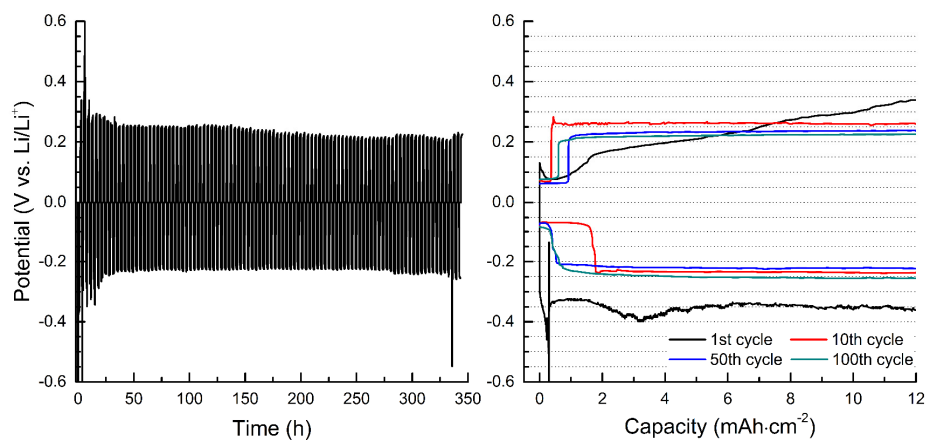 0.6
0.4
0.2
0.0
-0.2
-0.4
-0.6
Potential (V vs. Li/Li⁺)
0 50 100 150 200 250 300 350
Time (h)
0.6
0.4
0.2
0.0
-0.2
-0.4
-0.6
1st cycle 10th cycle
50th cycle 100th cycle
0 2 4 6 8 10 12
Capacity (mAh·cm⁻²)